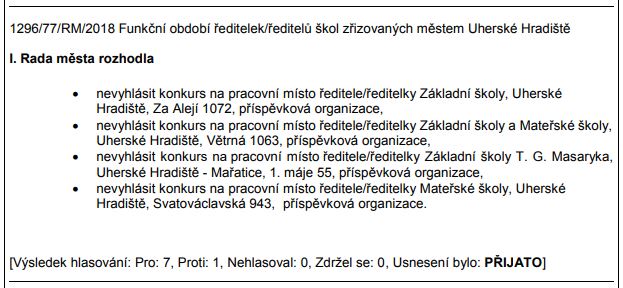 1296/77/RM/2018 Funkční období ředitelek/ředitelů škol zřizovaných městem Uherské Hradiště
I. Rada města rozhodla
• nevyhlásit konkurs na pracovní místo ředitele/ředitelky Základní školy, Uherské
Hradiště, Za Alejí 1072, příspěvková organizace,
• nevyhlásit konkurs na pracovní místo ředitele/ředitelky Základní školy a Mateřské školy,
Uherské Hradiště, Větrná 1063, příspěvková organizace,
• nevyhlásit konkurs na pracovní místo ředitele/ředitelky Základní školy T. G. Masaryka,
Uherské Hradiště - Mařatice, 1. máje 55, příspěvková organizace,
• nevyhlásit konkurs na pracovní místo ředitele/ředitelky Mateřské školy, Uherské
Hradiště, Svatováclavská 943, příspěvková organizace.
[Výsledek hlasování: Pro: 7, Proti: 1, Nehlasoval: 0, Zdržel se: 0, Usnesení bylo: PŘIJATO]